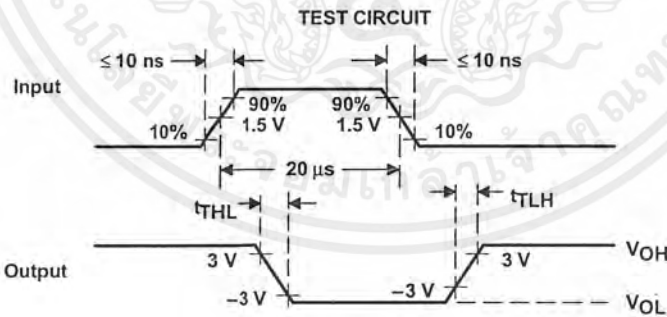 TEST CIRCUIT
≤ 10 ns
≤ 10 ns
Input
90%
90%
1.5 V
1.5 V
10%
10%
20 μs
tTHL
tTLH
3 V
3 V
VOH
Output
–3 V
–3 V
VOL